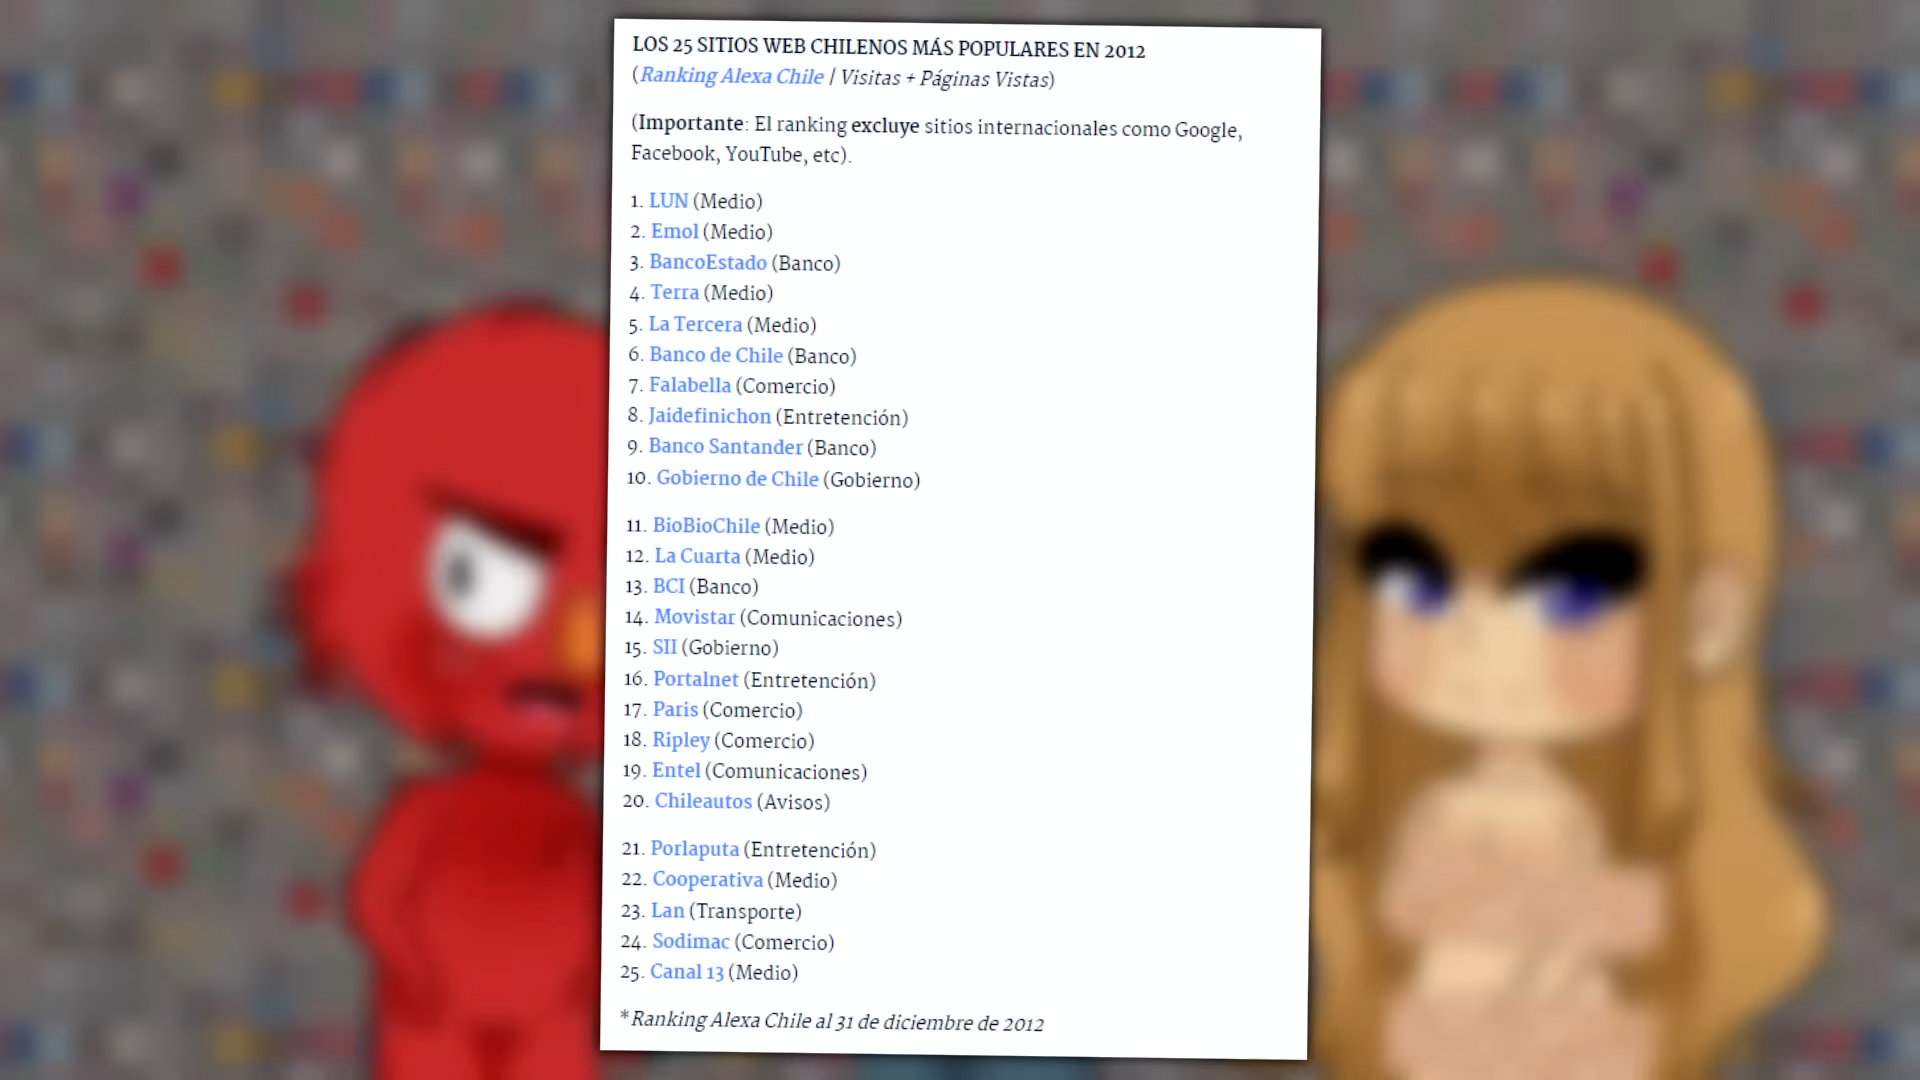 LOS 25 SITIOS WEB CHILENOS MÁS POPULARES EN 2012
(Ranking Alexa Chile | Visitas + Páginas Vistas)
(Importante: El ranking excluye sitios internacionales como Google,
Facebook, YouTube, etc).
1. LUN (Medio)
2. Emol (Medio)
3. BancoEstado (Banco)
4. Terra (Medio)
5. La Tercera (Medio)
6. Banco de Chile (Banco)
7. Falabella (Comercio)
8. Jaidefinichon (Entretención)
9. Banco Santander (Banco)
10. Gobierno de Chile (Gobierno)
11. BioBioChile (Medio)
12. La Cuarta (Medio)
13. BCI (Banco)
14. Movistar (Comunicaciones)
15. SII (Gobierno)
16. Portalnet (Entretención)
17. Paris (Comercio)
18. Ripley (Comercio)
19. Entel (Comunicaciones)
20. Chileautos (Avisos)
21. Porlaputa (Entretención)
22. Cooperativa (Medio)
23. Lan (Transporte)
24. Sodimac (Comercio)
25. Canal 13 (Medio)
*Ranking Alexa Chile al 31 de diciembre de 2012